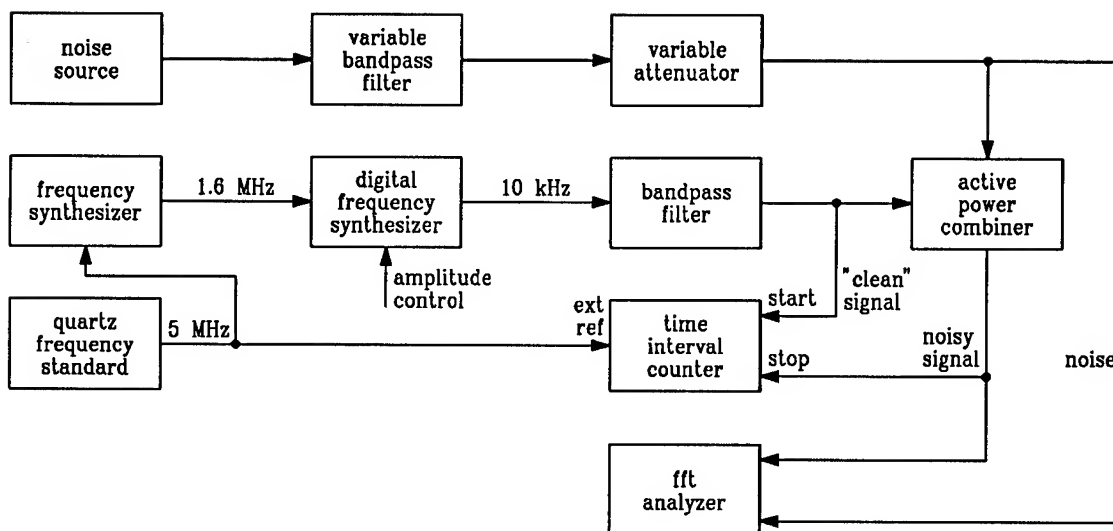 noise
source
variable
bandpass
filter
variable
attenuator
frequency
synthesizer
1.6 MHz
digital
frequency
synthesizer
10 kHz
bandpass
filter
active
power
combiner
amplitude
control
"clean"
signal
quartz
frequency
standard
5 MHz
ext
ref
time
interval
counter
start
stop
noisy
signal
noise
fft
analyzer